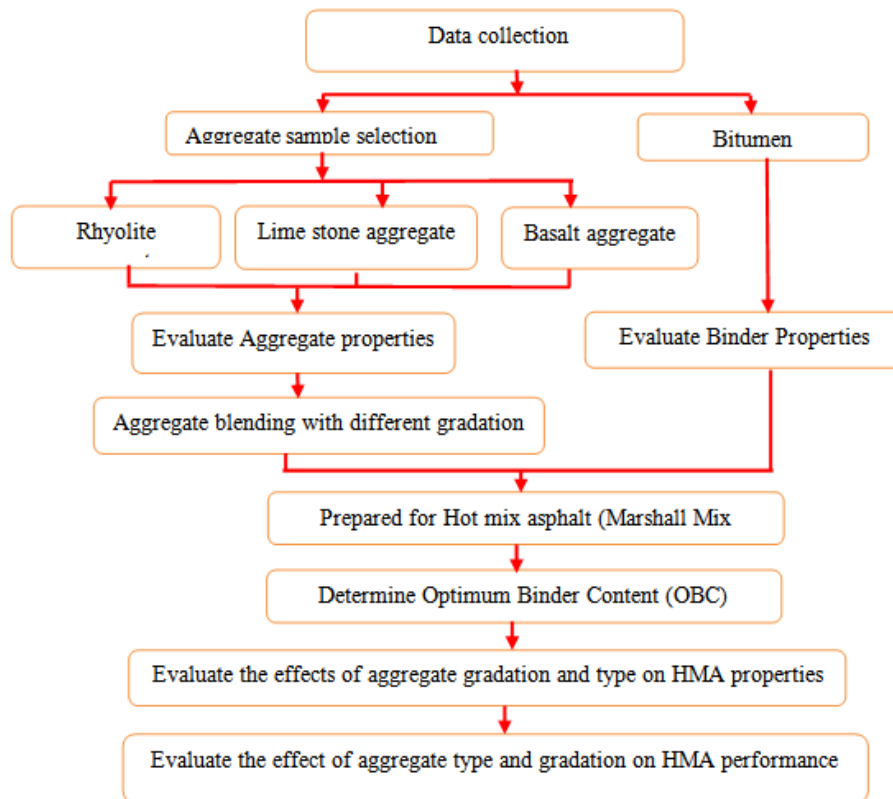 Data collection
Aggregate sample selection
Bitumen
Rhyolite
Lime stone aggregate
Basalt aggregate
Evaluate Aggregate properties
Evaluate Binder Properties
Aggregate blending with different gradation
Prepared for Hot mix asphalt (Marshall Mix
Determine Optimum Binder Content (OBC)
Evaluate the effects of aggregate gradation and type on HMA properties
Evaluate the effect of aggregate type and gradation on HMA performance